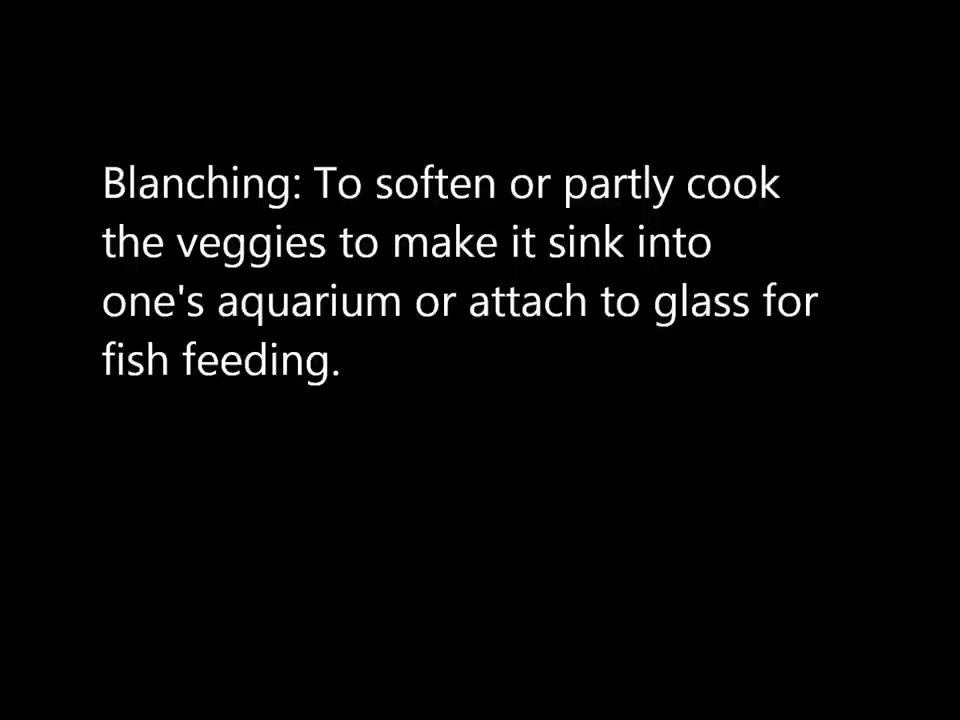 Blanching: To soften or partly cook
the veggies to make it sink into
one's aquarium or attach to glass for
fish feeding.